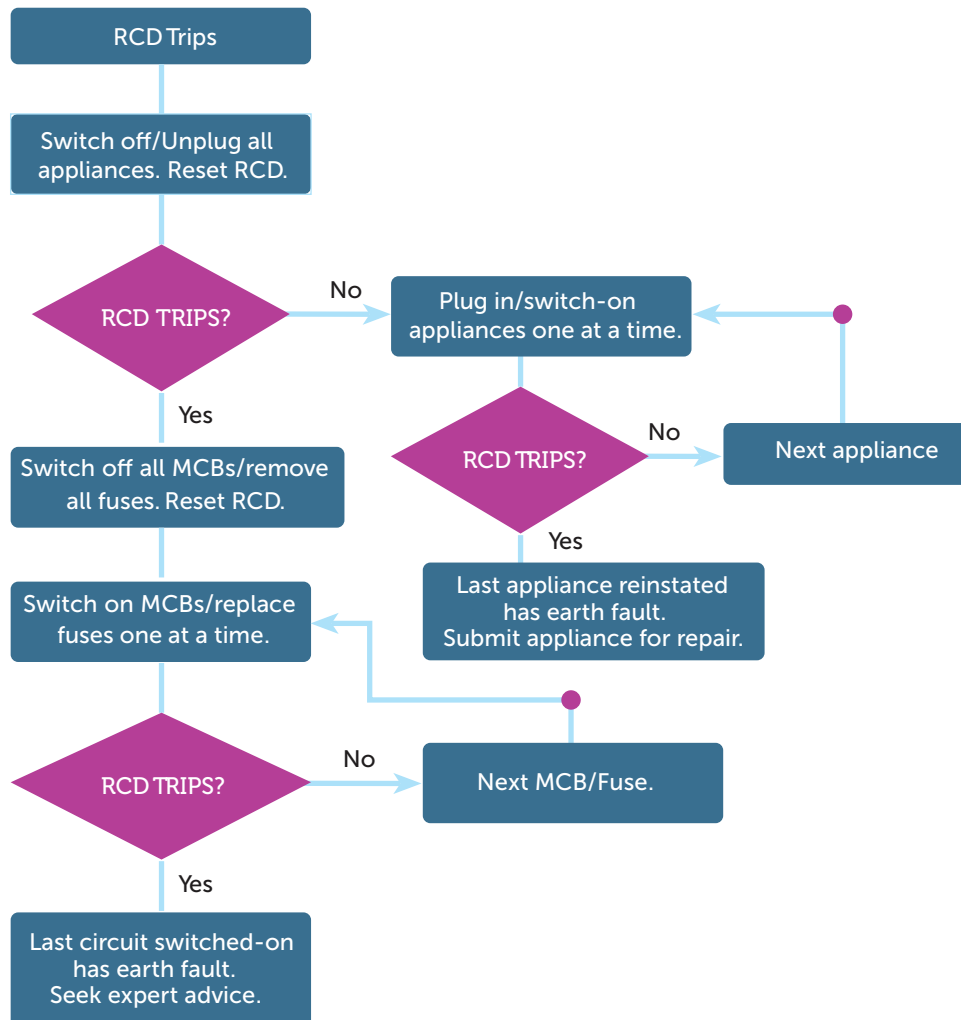 RCD Trips
Switch off/Unplug all
appliances. Reset RCD.
RCD TRIPS?
No
Plug in/switch-on
appliances one at a time.
Yes
RCD TRIPS?
No
Next appliance
Switch off all MCBs/remove
all fuses. Reset RCD.
Yes
Last appliance reinstated
has earth fault.
Submit appliance for repair.
Switch on MCBs/replace
fuses one at a time.
RCD TRIPS?
No
Next MCB/Fuse.
Yes
Last circuit switched-on
has earth fault.
Seek expert advice.